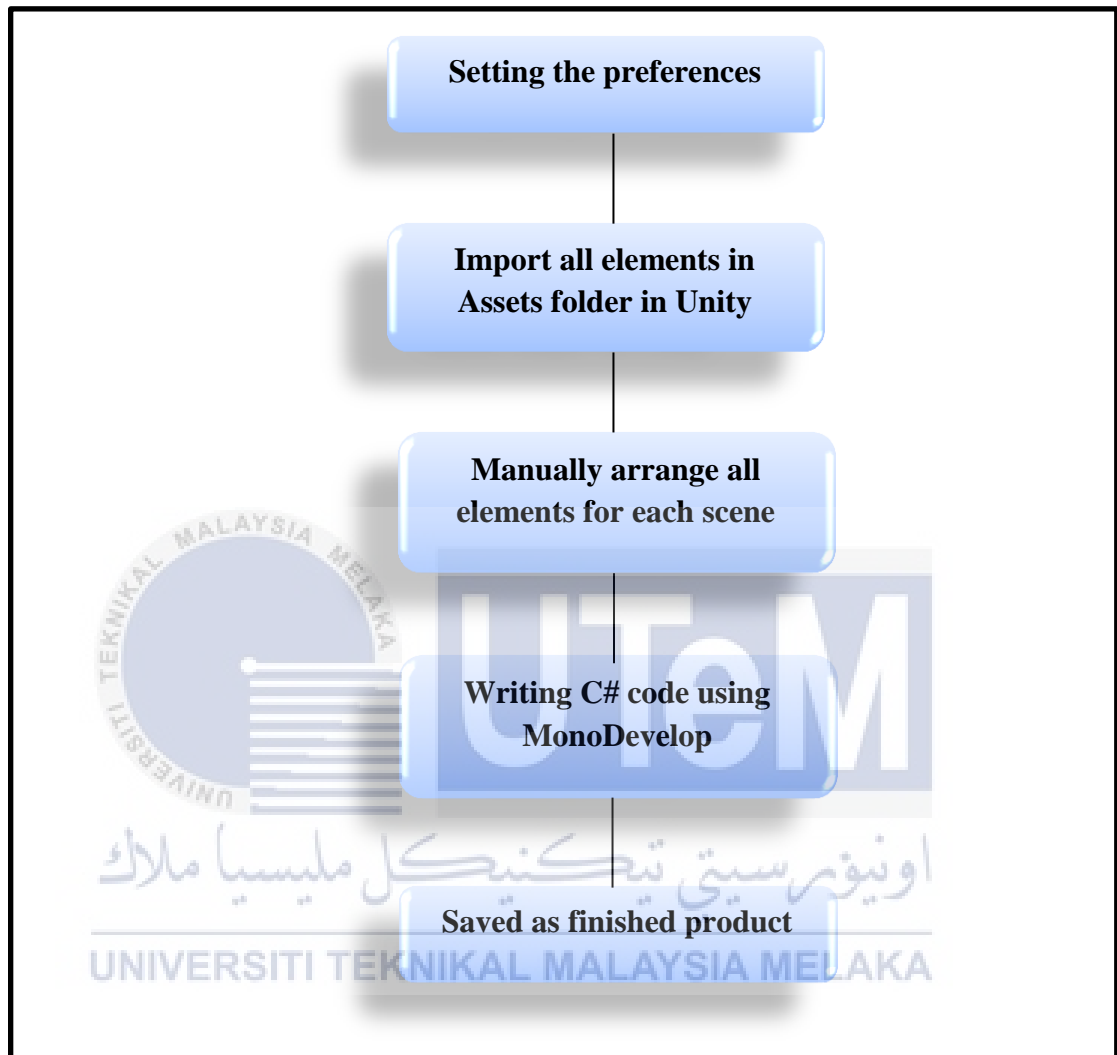 Setting the preferences
Import all elements in
Assets folder in Unity
Manually arrange all
elements for each scene
UNIVERSITI TEKNIKAL MALAYSIA MELAKA
UTeM
Writing C# code using
MonoDevelop
اونيۏرسيتي تيكنيكل مليسيا ملاك
Saved as finished product
UNIVERSITI TEKNIKAL MALAYSIA MELAKA